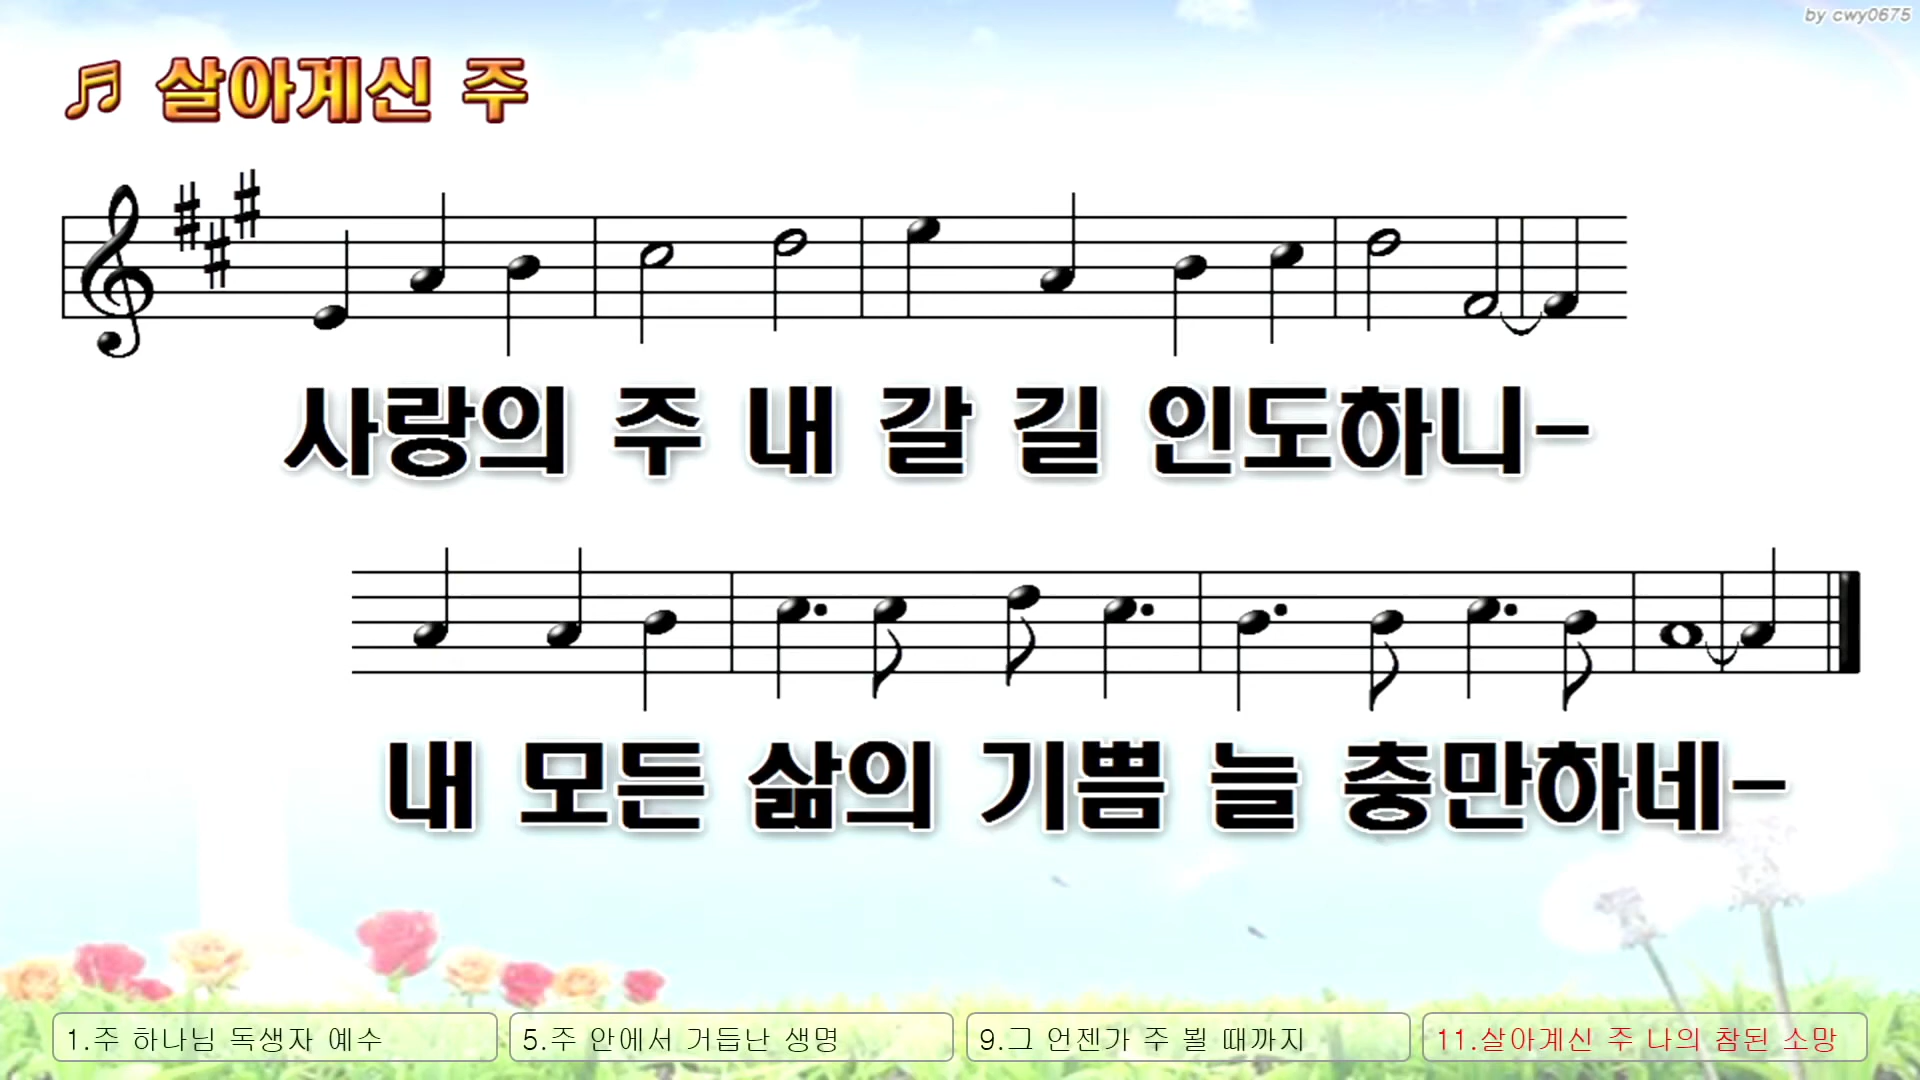 by cwy0675
♬ 살아계신 주
사랑의 주 내 갈 길 인도하니-
내 모든 삶의 기쁨 늘 충만하네-
1.주 하나님 독생자 예수
5.주 안에서 거듭난 생명
9.그 언젠가 주 뵐 때까지
11.살아계신 주 나의 참된 소망